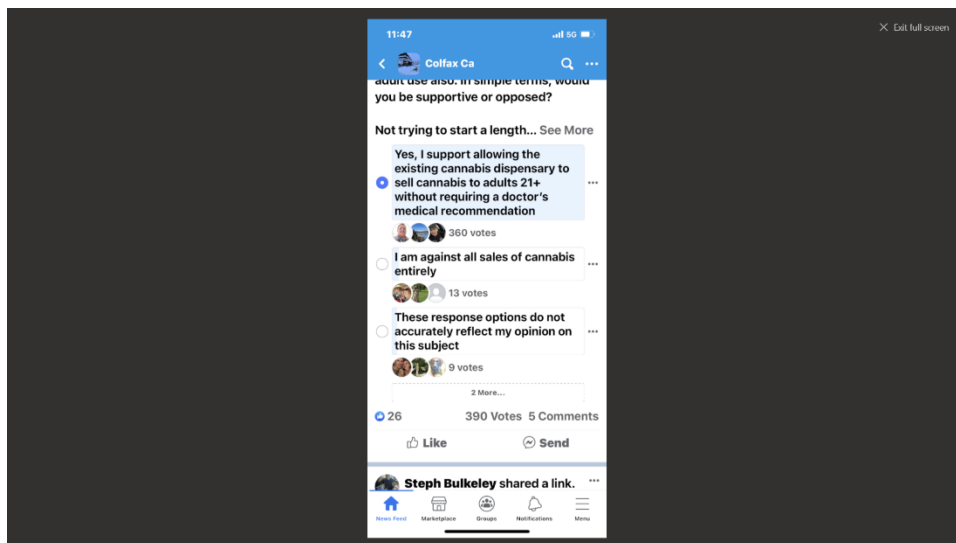 Exit full screen
11:47
5G
Colfax Ca
adult use also. In simple terms, would
you be supportive or opposed?
Not trying to start a length... See More
Yes, I support allowing the
existing cannabis dispensary to
sell cannabis to adults 21+
without requiring a doctor's
medical recommendation
360 votes
I am against all sales of cannabis
entirely
13 votes
These response options do not
accurately reflect my opinion on
this subject
9 votes
2 More...
26 390 Votes 5 Comments
Like Send
Steph Bulkeley shared a link.
News Feed Marketplace Groups Notifications Menu